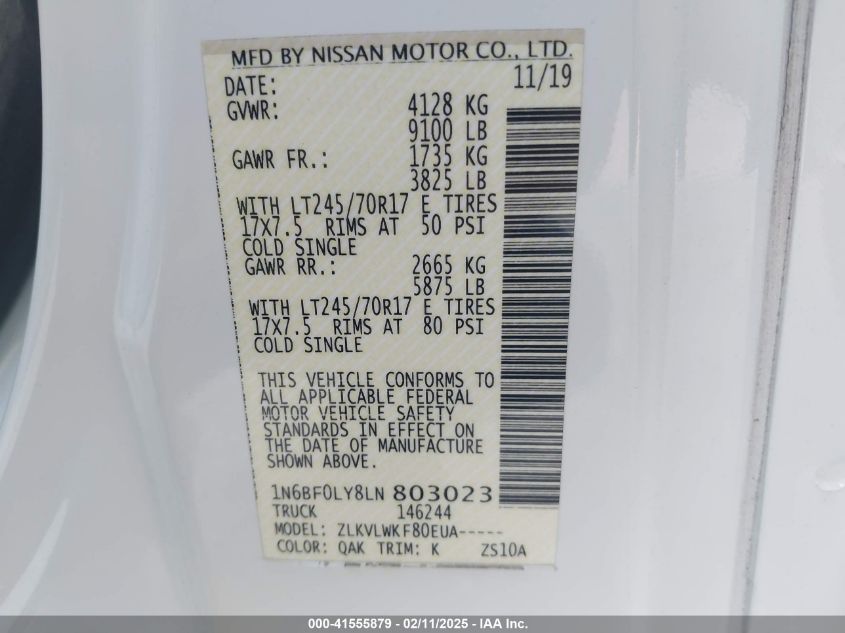 MFD BY NISSAN MOTOR CO., LTD.
DATE: 11/19
GVWR: 4128 KG
9100 LB
GAWR FR.: 1735 KG
3825 LB
WITH LT245/70R17 E TIRES
17X7.5 RIMS AT 50 PSI
COLD SINGLE
GAWR RR.: 2665 KG
5875 LB
WITH LT245/70R17 E TIRES
17X7.5 RIMS AT 80 PSI
COLD SINGLE
THIS VEHICLE CONFORMS TO
ALL APPLICABLE FEDERAL
MOTOR VEHICLE SAFETY
STANDARDS IN EFFECT ON
THE DATE OF MANUFACTURE
SHOWN ABOVE.
1N6BF0LY8LN 803023
TRUCK 146244
MODEL: ZLKVLWKF80EUA-----
COLOR: QAK TRIM: K ZS10A
000-41555879 - 02/11/2025 - IAA Inc.